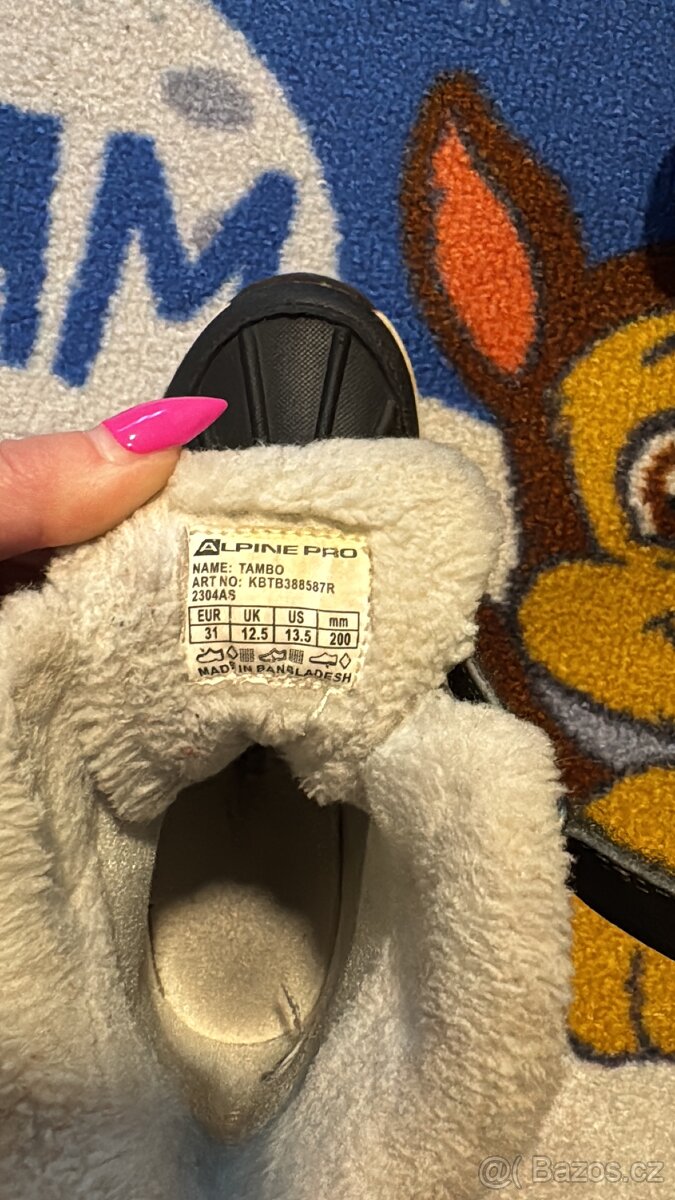 IM
ALPINE PRO
NAME: TAMBO
ART NO: KBTB388587R
2304AS
EUR UK US mm
31 12.5 13.5 200
MADE IN BANGLADESH
@( Bazos.cz